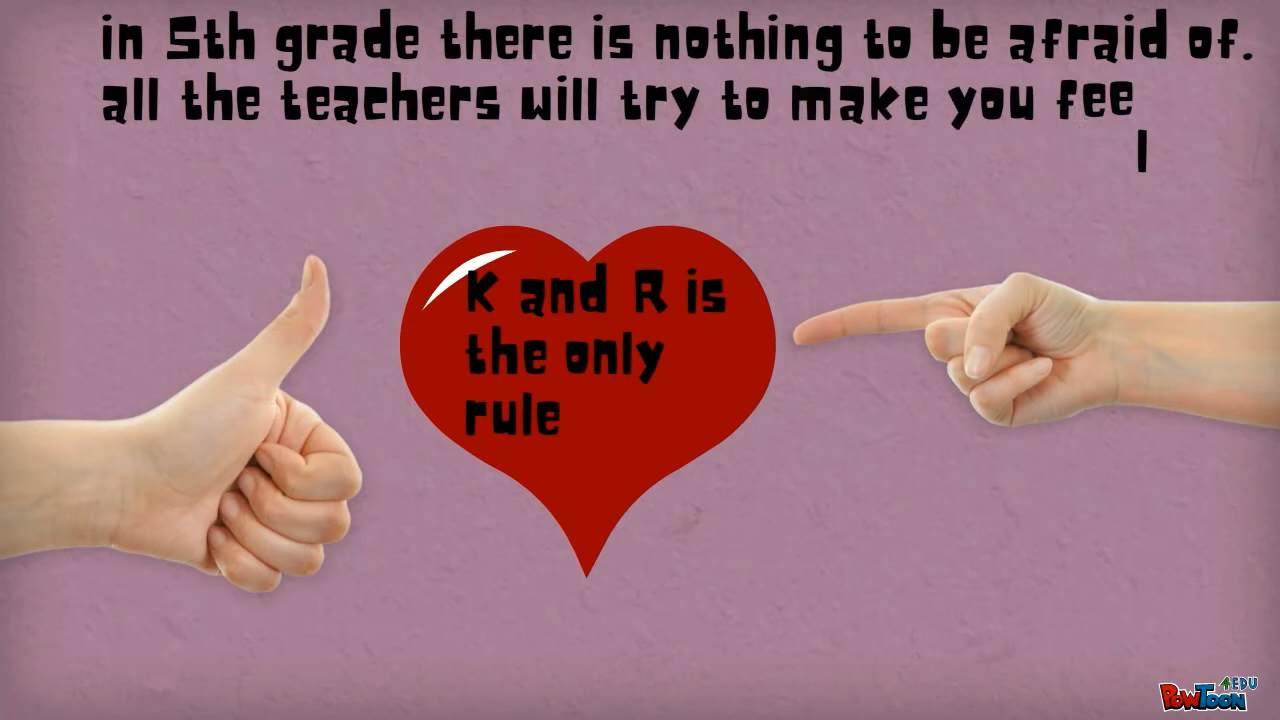 in 5th grade there is nothing to be afraid of.
all the teachers will try to make you fee
l
K and R is
the only
rule
4EDU
PowToon